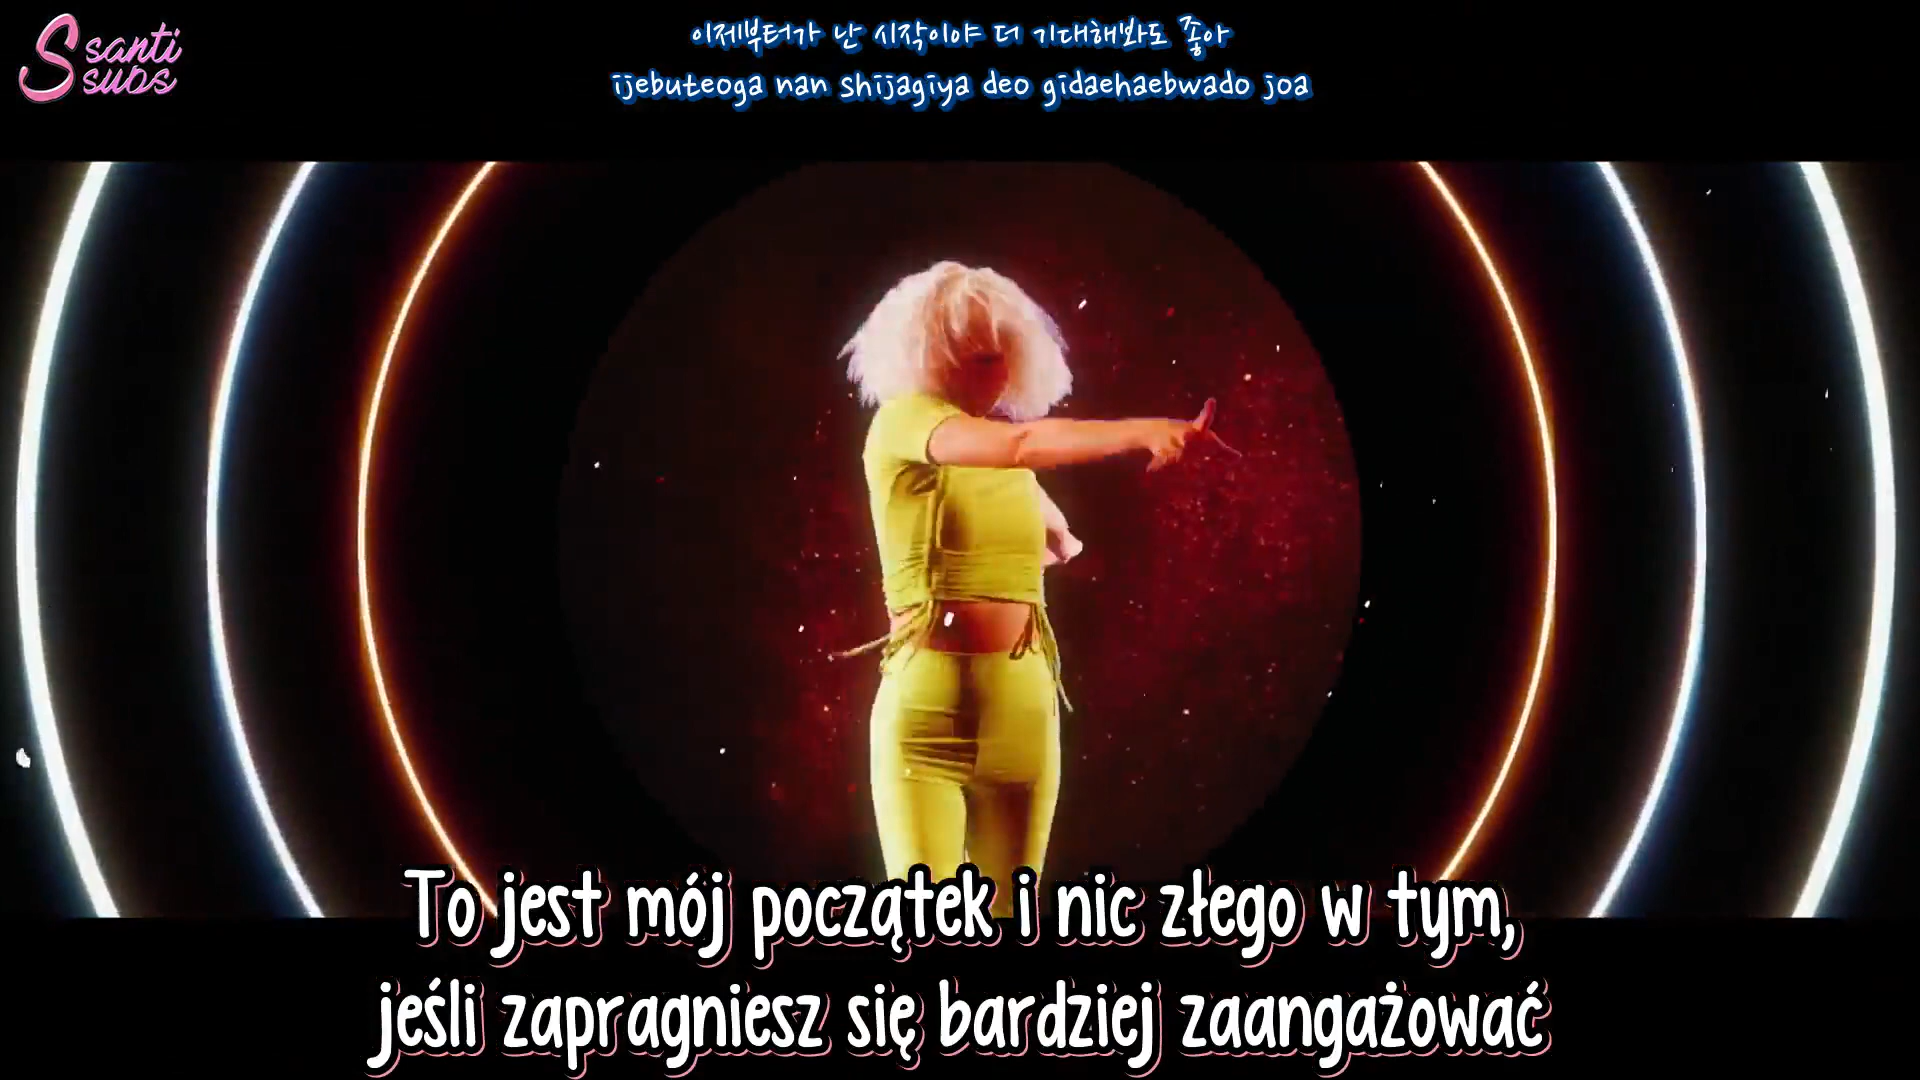 Ssanti
subs
이제부터가 난 시작이야 더 기대해봐도 좋아
ijebuteoga nan shijagiya deo gidaehaebwado joa
To jest mój początek i nic złego w tym,
jeśli zapragniesz się bardziej zaangażować